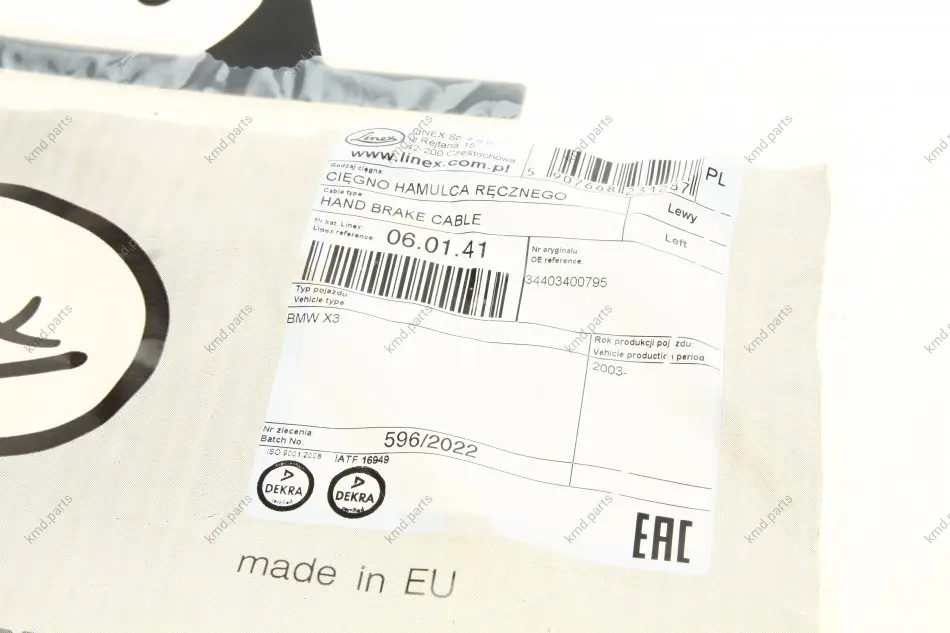 Linex
LINEX Sp. z o.o.
ul. Rejtana 15
42-200 Częstochowa
www.linex.com.pl
PL
Rodzaj cięgna:
CIĘGNO HAMULCA RĘCZNEGO
Lewy
Cable type
HAND BRAKE CABLE
Left
Nr kat. Linex:
Linex reference:
06.01.41
Nr oryginału:
OE reference:
34403400795
Typ pojazdu
Vehicle type
BMW X3
Rok produkcji pojazdu:
Vehicle production period
2003-
Nr zlecenia
Batch No:
596/2022
ISO 9001:2008
IATF 16949
DEKRA
DEKRA
EAC
made in EU
kmd.parts